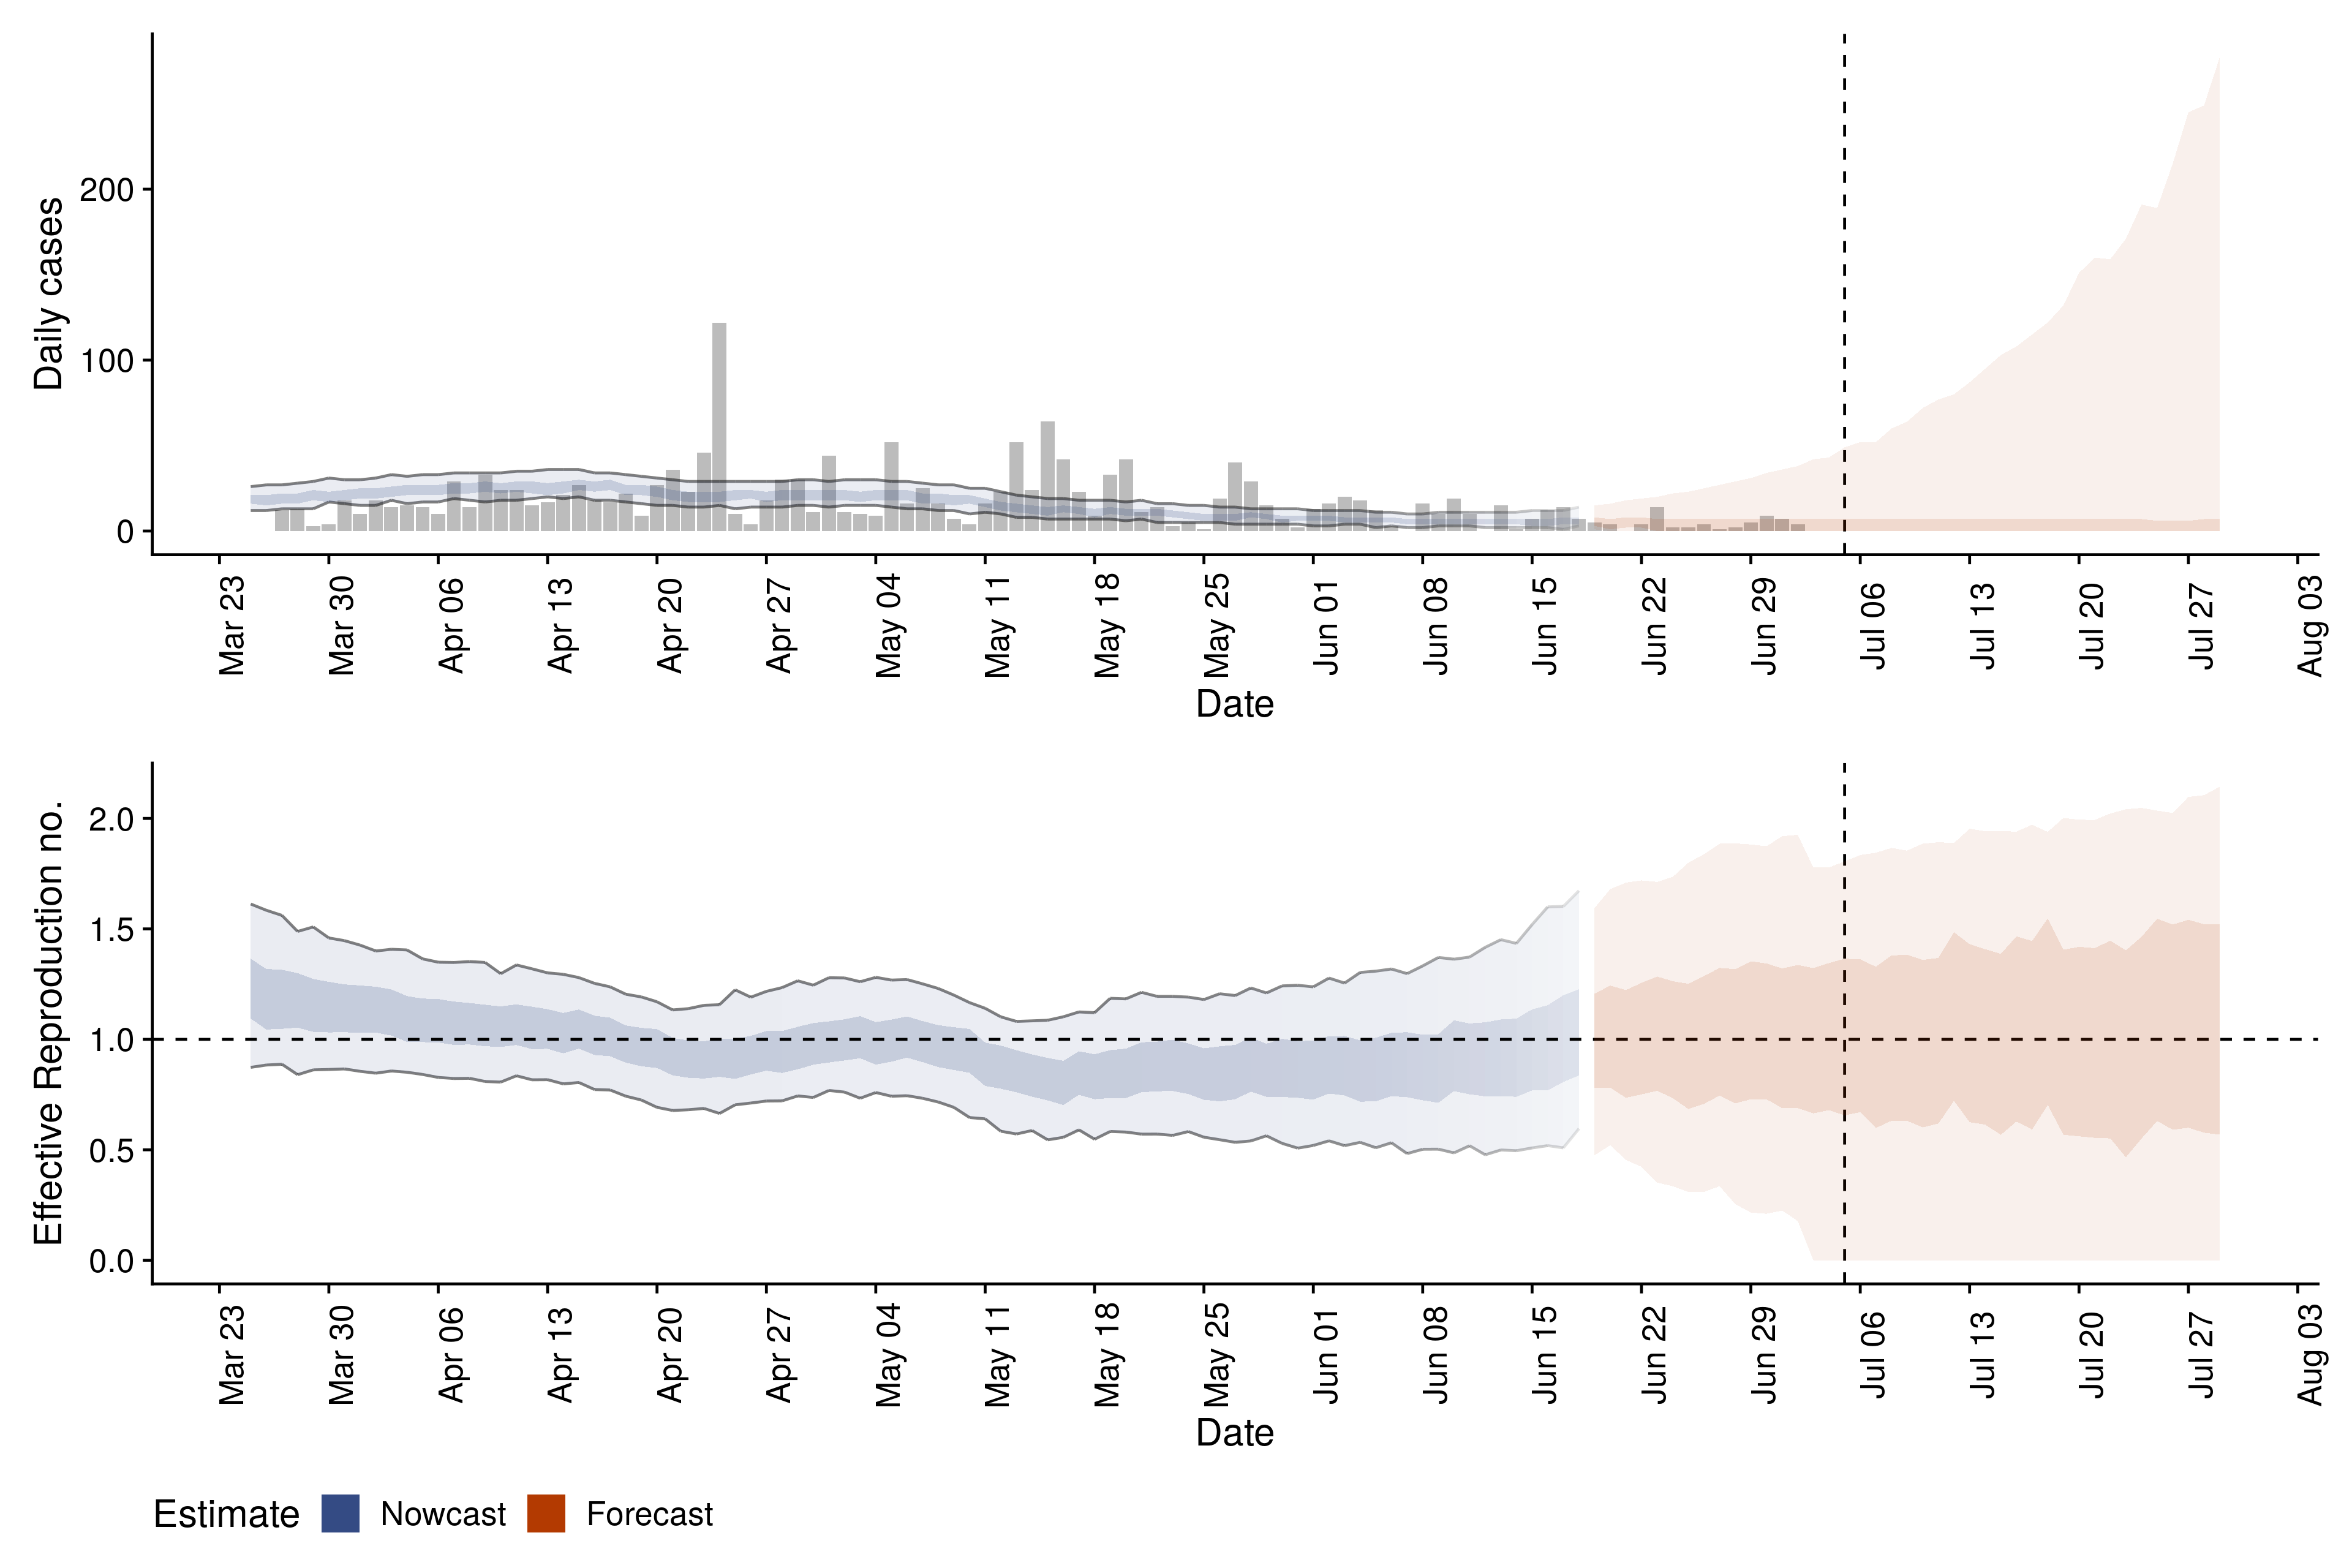 Daily cases
200
100
0
Mar 23 Mar 30 Apr 06 Apr 13 Apr 20 Apr 27 May 04 May 11 May 18 May 25 Jun 01 Jun 08 Jun 15 Jun 22 Jun 29 Jul 06 Jul 13 Jul 20 Jul 27 Aug 03
Date
Effective Reproduction no.
2.0
1.5
1.0
0.5
0.0
Mar 23 Mar 30 Apr 06 Apr 13 Apr 20 Apr 27 May 04 May 11 May 18 May 25 Jun 01 Jun 08 Jun 15 Jun 22 Jun 29 Jul 06 Jul 13 Jul 20 Jul 27 Aug 03
Date
Estimate Nowcast Forecast